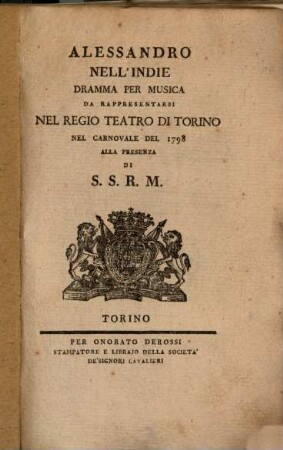 ALESSANDRO
NELL'INDIE
DRAMMA PER MUSICA
DA RAPPRESENTARSI
NEL REGIO TEATRO DI TORINO
NEL CARNOVALE DEL 1798
ALLA PRESENZA
DI
S. S. R. M.
TORINO
PER ONORATO DEROSSI
STAMPATORE E LIBRAJO DELLA SOCIETA'
DE'SIGNORI CAVALIERI